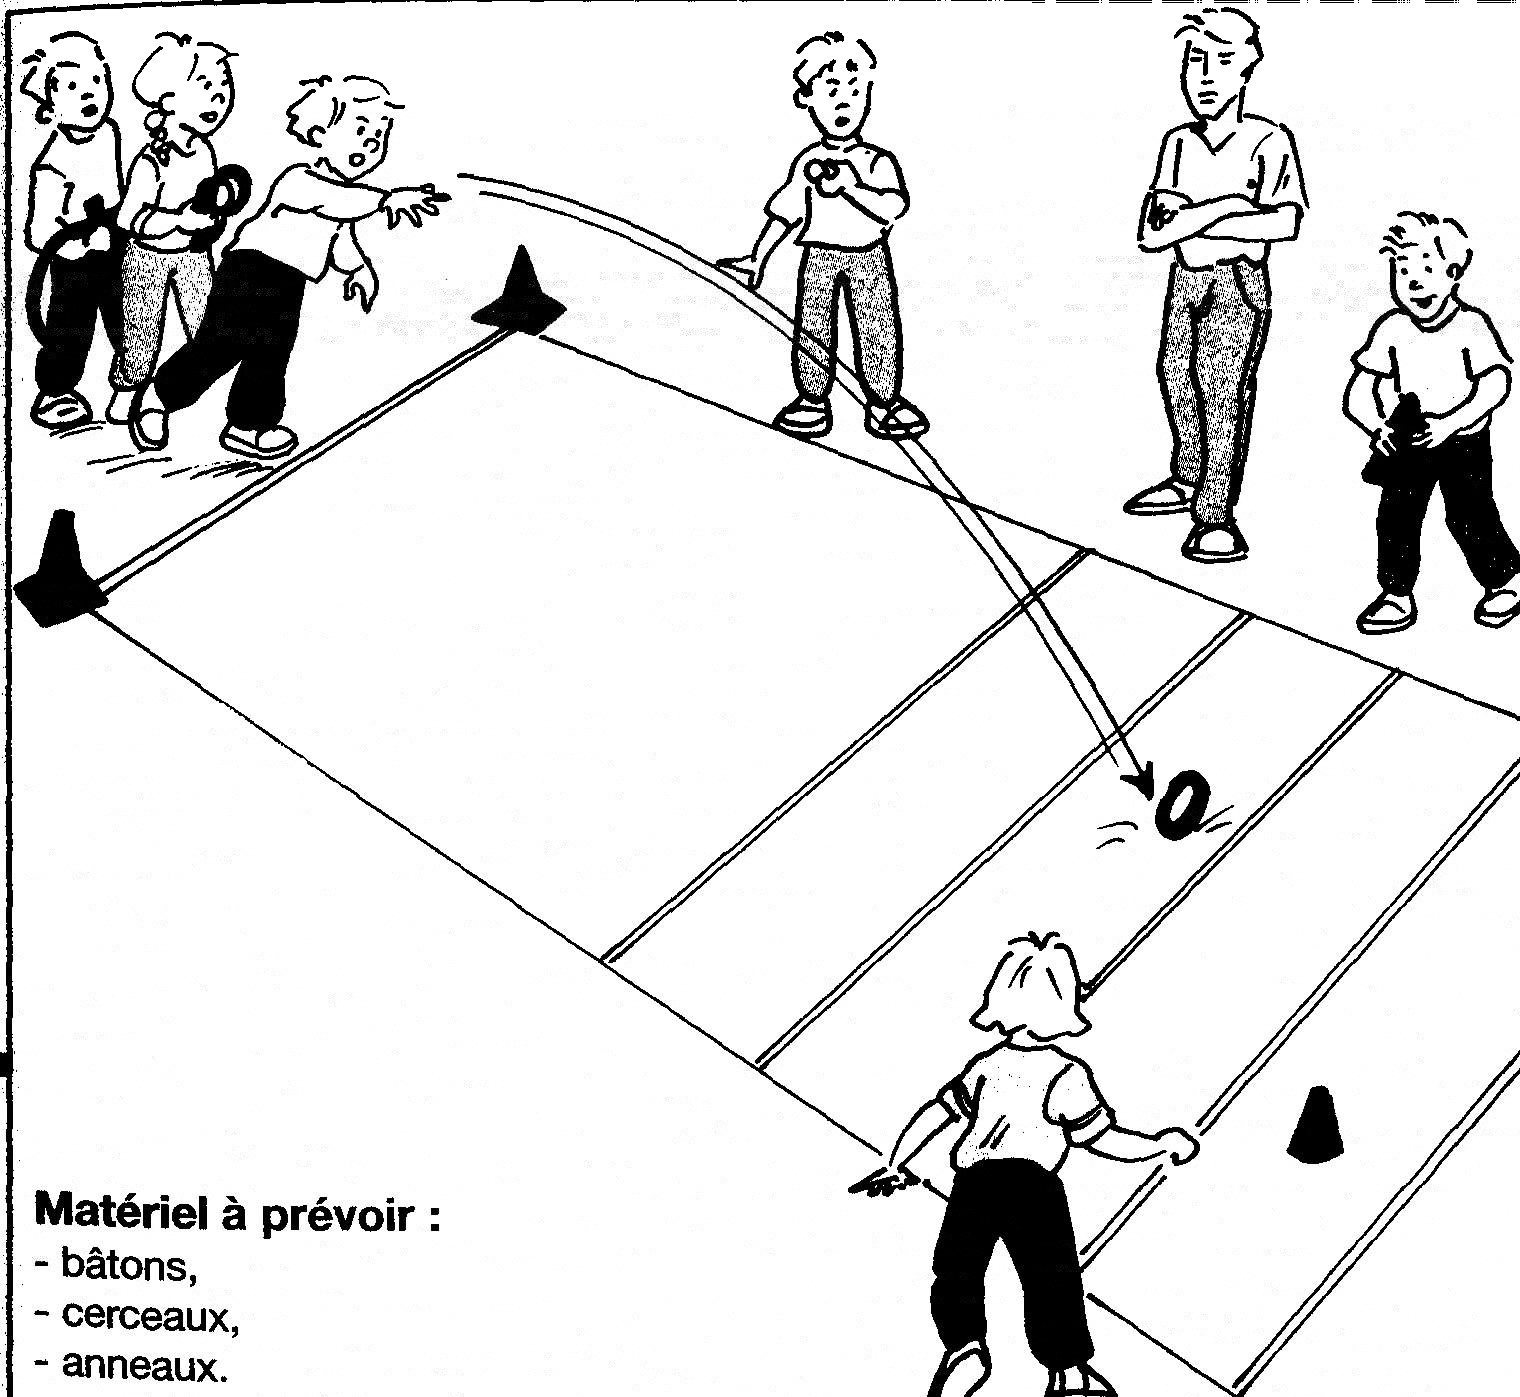 Matériel à prévoir :
- bâtons,
- cerceaux,
- anneaux.